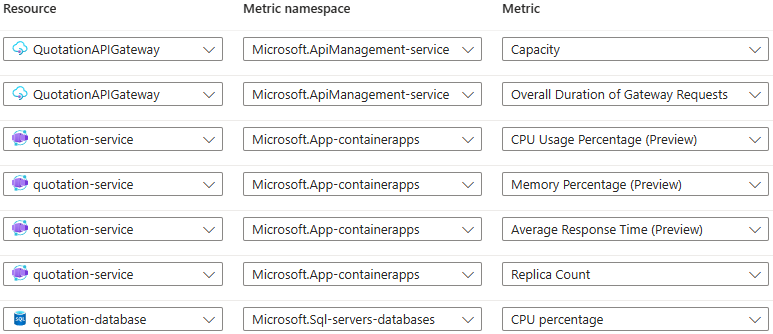 Resource Metric namespace Metric
QuotationAPIGateway Microsoft.ApiManagement-service Capacity
QuotationAPIGateway Microsoft.ApiManagement-service Overall Duration of Gateway Requests
quotation-service Microsoft.App-containerapps CPU Usage Percentage (Preview)
quotation-service Microsoft.App-containerapps Memory Percentage (Preview)
quotation-service Microsoft.App-containerapps Average Response Time (Preview)
quotation-service Microsoft.App-containerapps Replica Count
SQL quotation-database Microsoft.Sql-servers-databases CPU percentage